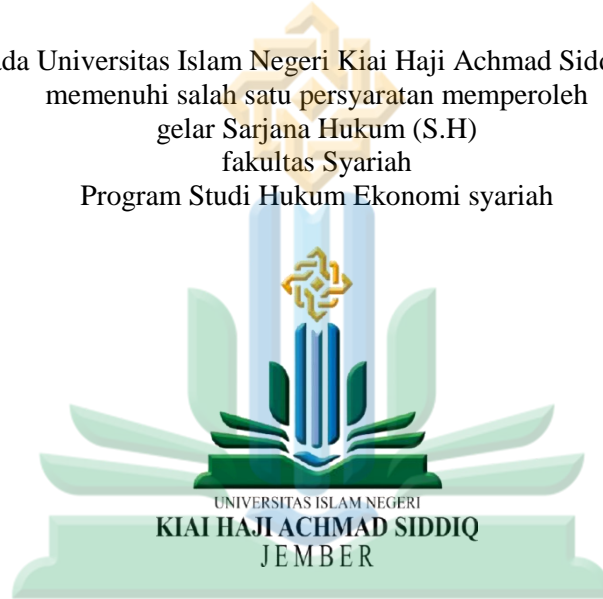 Universitas Islam Negeri Kiai Haji Achmad
memenuhi salah satu persyaratan memperoleh
gelar Sarjana Hukum (S.H)
fakultas Syariah
Program Studi Hukum Ekonomi syariah
UNIVERSITAS ISLAM NEGERI
KIAI HAJI ACHMAD SIDDIQ
JEMBER